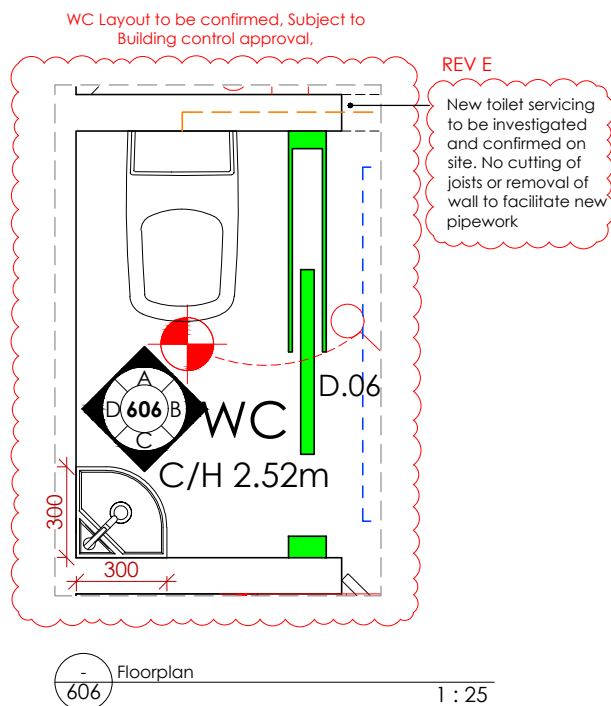 WC Layout to be confirmed, Subject to
Building control approval,
REV E
New toilet servicing
to be investigated
and confirmed on
site. No cutting of
joists or removal of
wall to facilitate new
pipework
D.06
A
D 606 B
C
WC
C/H 2.52m
300
300
-
606
Floorplan
1 : 25